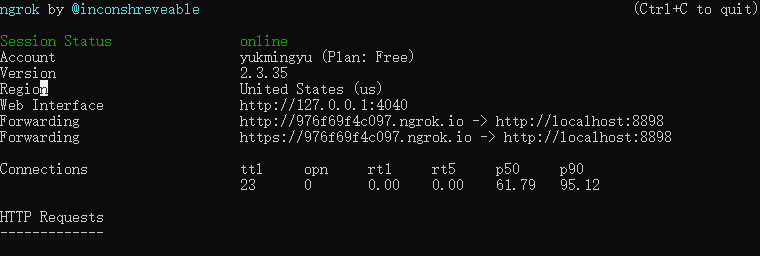 ngrok by @inconshreveable (Ctrl+C to quit)
Session Status online
Account yukmingyu (Plan: Free)
Version 2.3.35
Region United States (us)
Web Interface http://127.0.0.1:4040
Forwarding http://976f69f4c097.ngrok.io -> http://localhost:8898
Forwarding https://976f69f4c097.ngrok.io -> http://localhost:8898
Connections ttl opn rt1 rt5 p50 p90
23 0 0.00 0.00 61.79 95.12
HTTP Requests
-------------